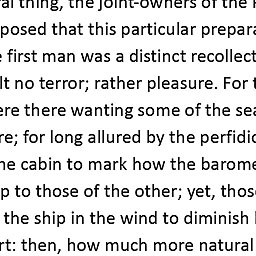 al thing, the joint-owners of the
posed that this particular prepar
first man was a distinct recollect
lt no terror; rather pleasure. For
ere there wanting some of the sea
re; for long allured by the perfidio
he cabin to mark how the barome
p to those of the other; yet, thos
the ship in the wind to diminish
rt: then, how much more natural